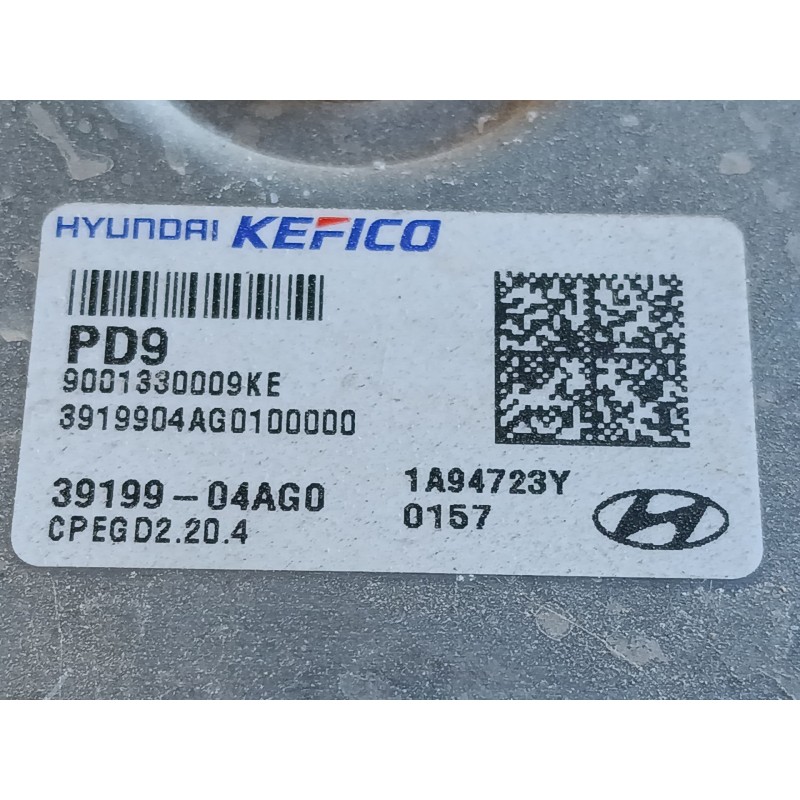 HYUNDAI KEFICO
PD9
9001330009KE
3919904AG0100000
39199-04AG0
CPEGD2.20.4
1A94723Y
0157